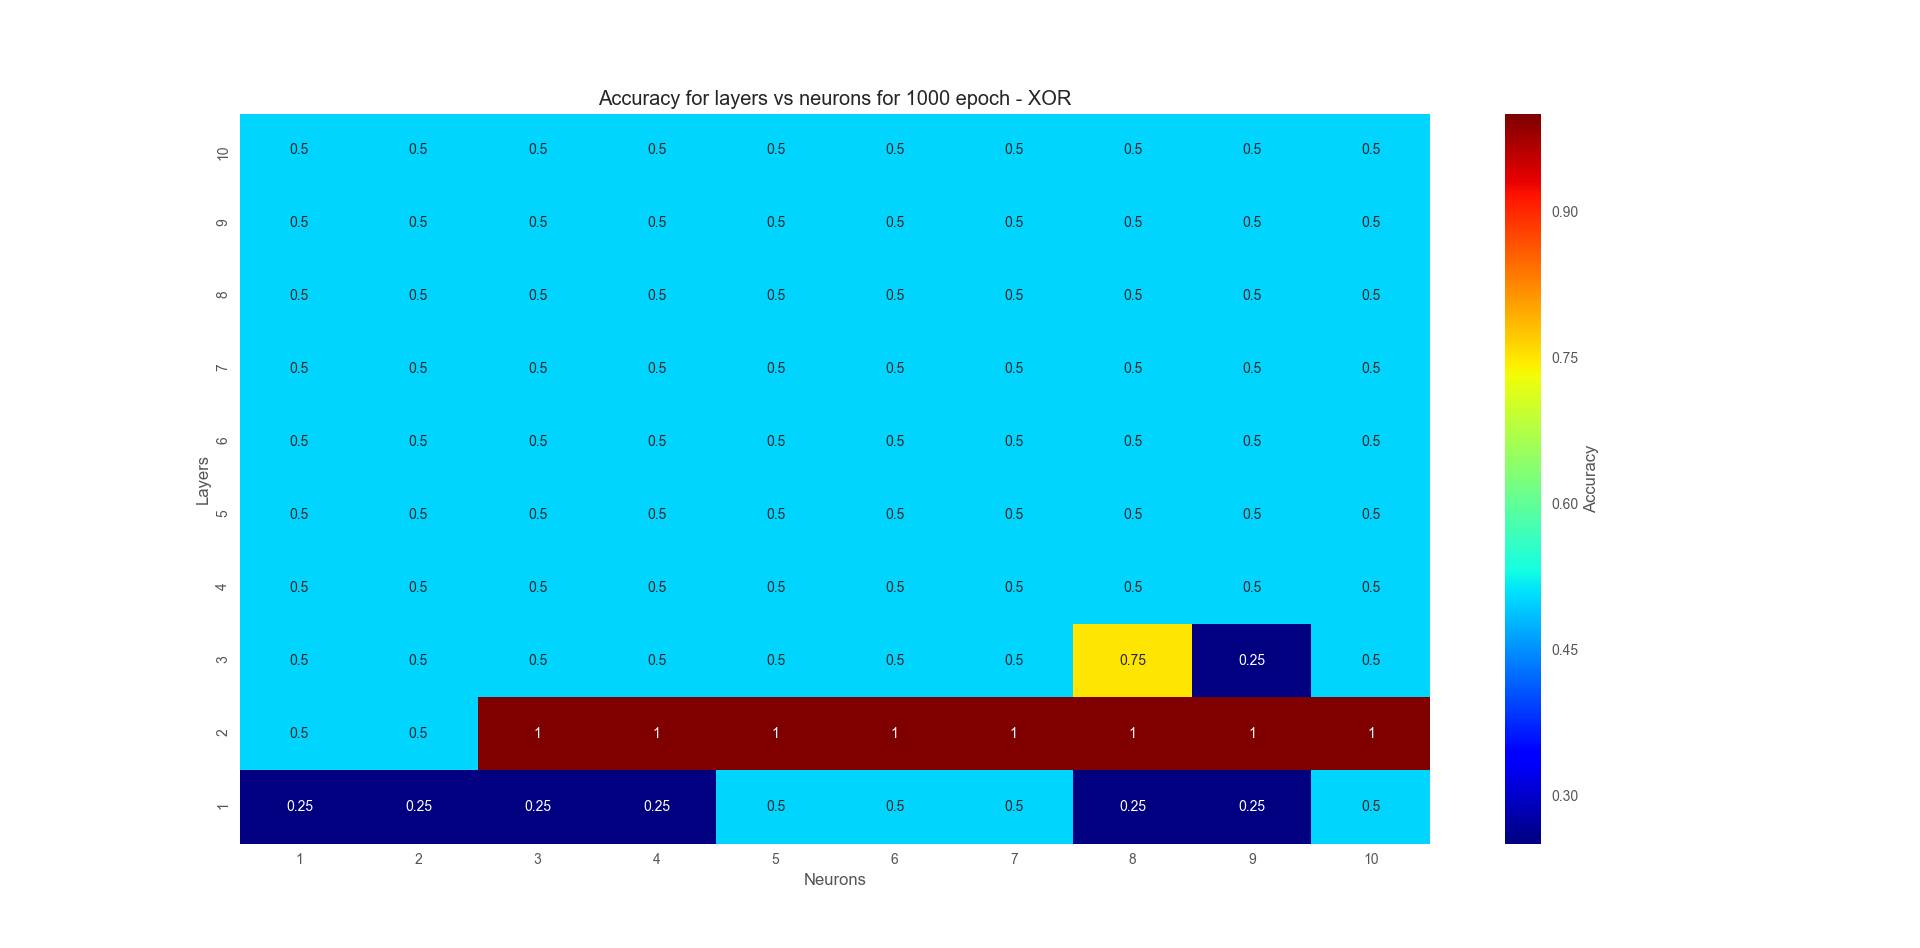 Accuracy for layers vs neurons for 1000 epoch - XOR
10 0.5 0.5 0.5 0.5 0.5 0.5 0.5 0.5 0.5 0.5
9 0.5 0.5 0.5 0.5 0.5 0.5 0.5 0.5 0.5 0.5
8 0.5 0.5 0.5 0.5 0.5 0.5 0.5 0.5 0.5 0.5
7 0.5 0.5 0.5 0.5 0.5 0.5 0.5 0.5 0.5 0.5
6 0.5 0.5 0.5 0.5 0.5 0.5 0.5 0.5 0.5 0.5
5 0.5 0.5 0.5 0.5 0.5 0.5 0.5 0.5 0.5 0.5
4 0.5 0.5 0.5 0.5 0.5 0.5 0.5 0.5 0.5 0.5
3 0.5 0.5 0.5 0.5 0.5 0.5 0.5 0.75 0.25 0.5
2 0.5 0.5 1 1 1 1 1 1 1 1
1 0.25 0.25 0.25 0.25 0.5 0.5 0.5 0.25 0.25 0.5
1 2 3 4 5 6 7 8 9 10
Neurons
Layers
0.90
0.75
0.60
0.45
0.30
Accuracy